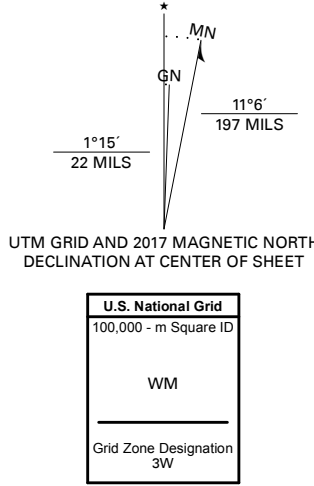 ★
MN
GN
11°6´
197 MILS
1°15´
22 MILS
UTM GRID AND 2017 MAGNETIC NORTH
DECLINATION AT CENTER OF SHEET
U.S. National Grid
100,000 - m Square ID
WM
Grid Zone Designation
3W